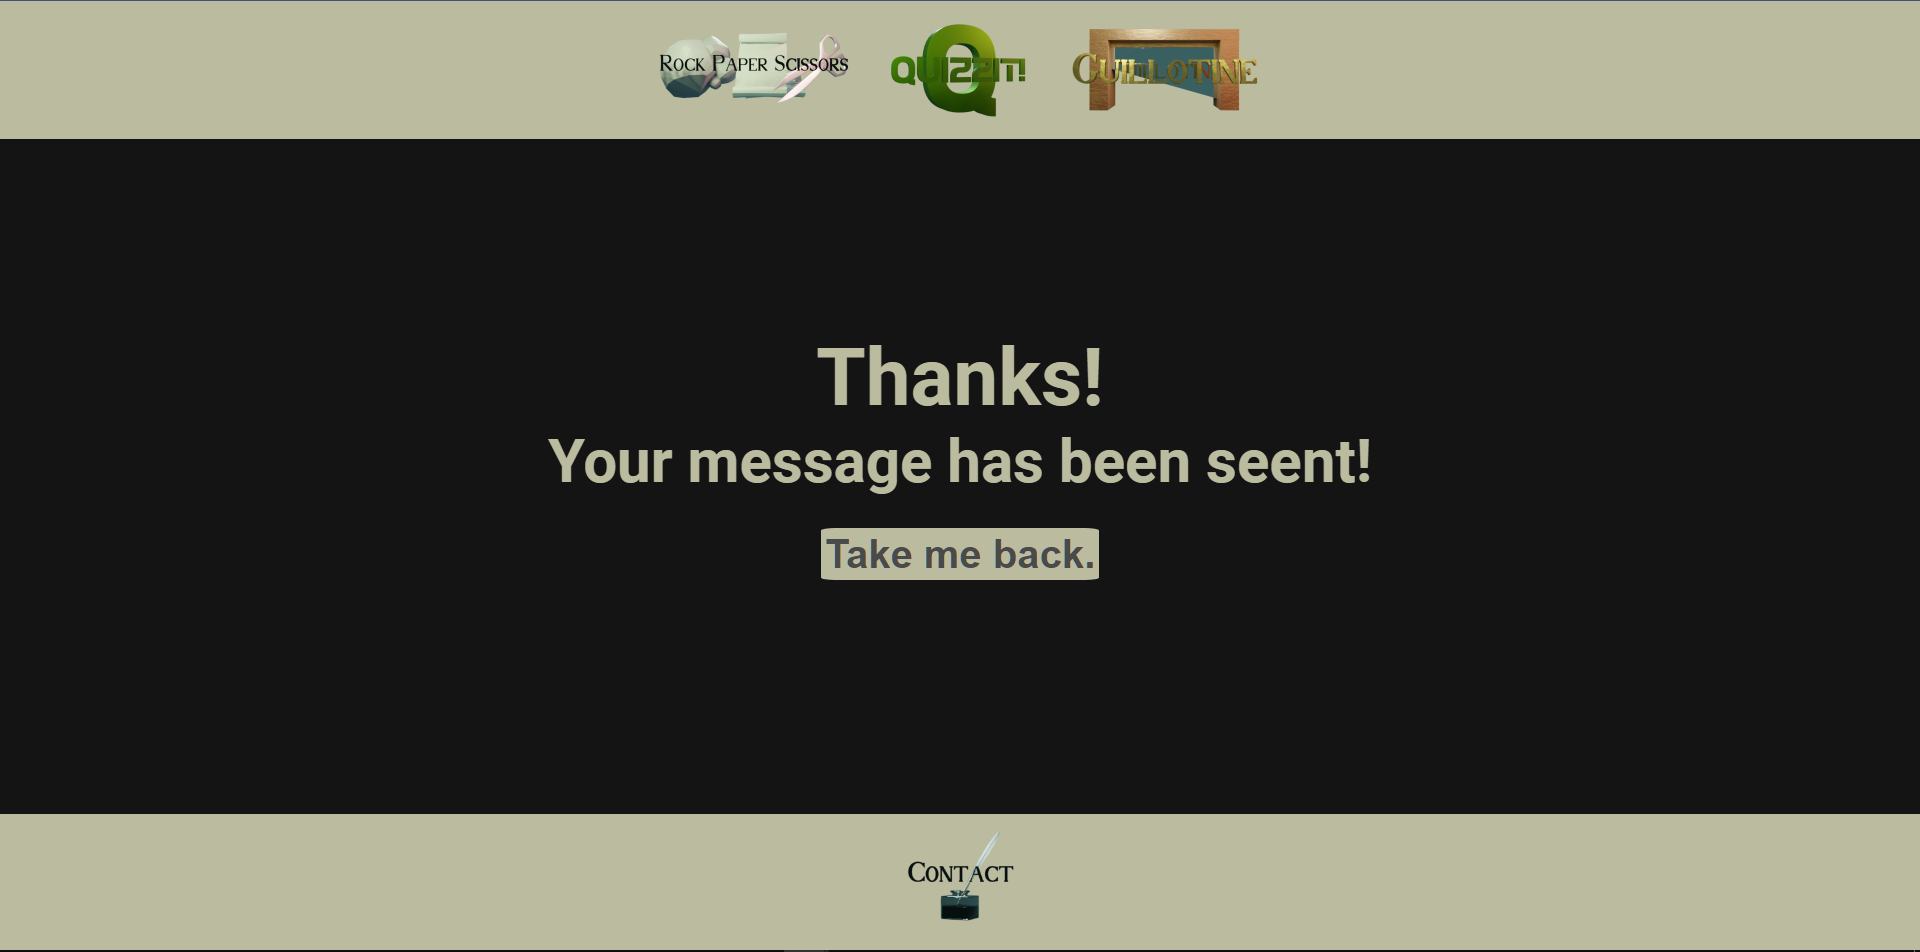 Rock Paper Scissors
QUIZZIT!
Guillotine
Thanks!
Your message has been seent!
Take me back.
Contact